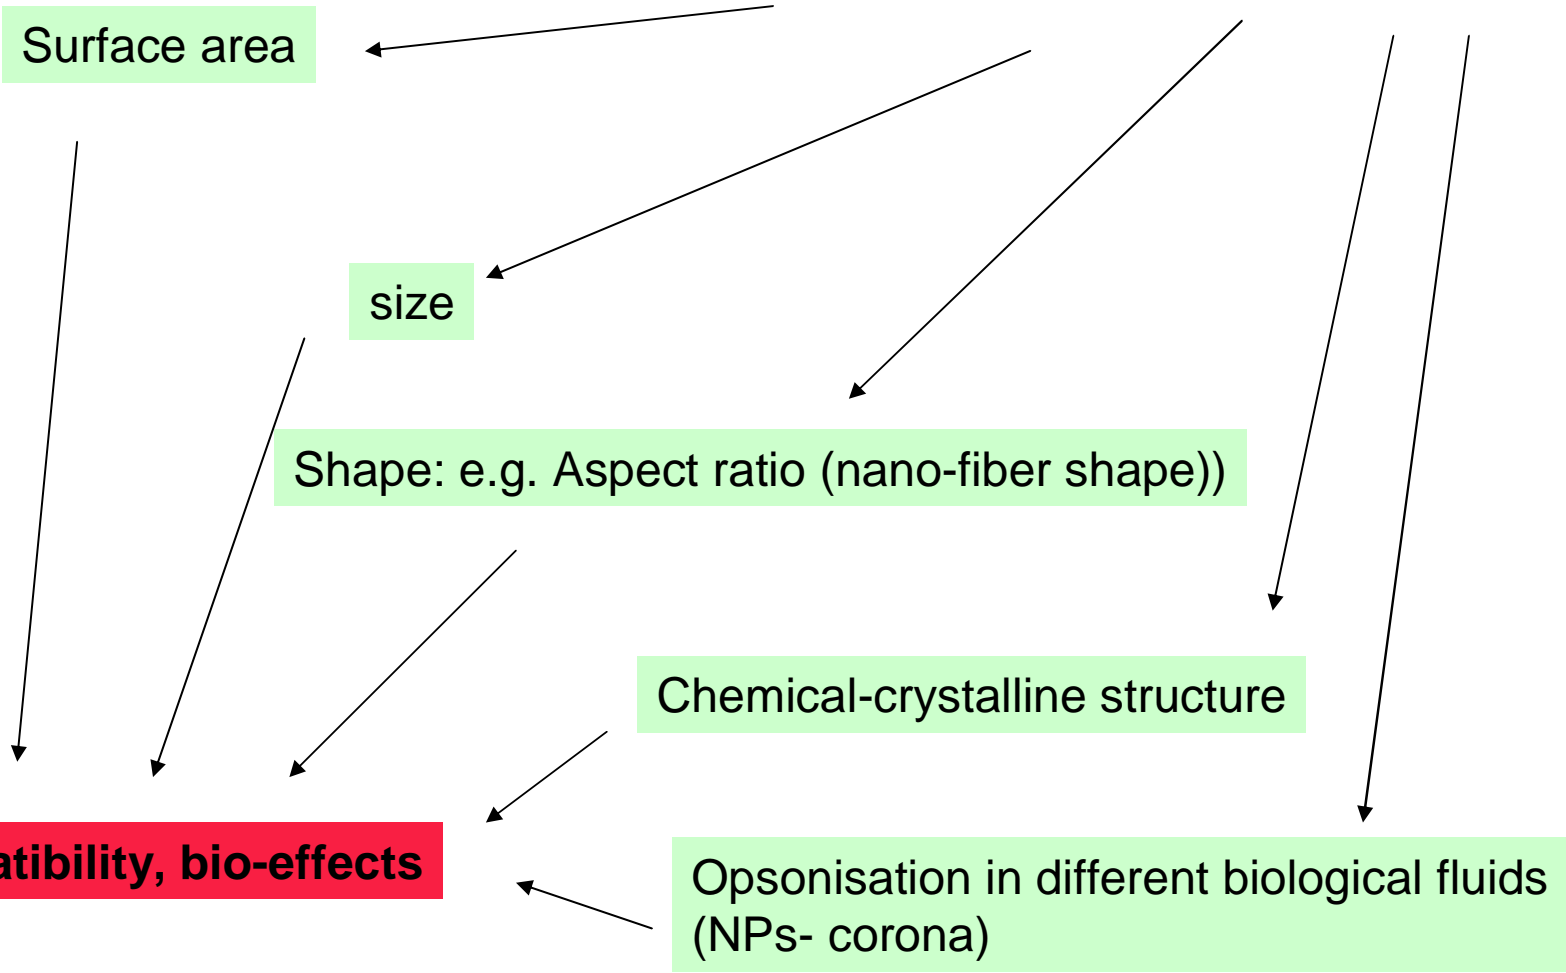 Surface area
size
Shape: e.g. Aspect ratio (nano-fiber shape))
Chemical-crystalline structure
atibility, bio-effects
Opsonisation in different biological fluids
(NPs- corona)